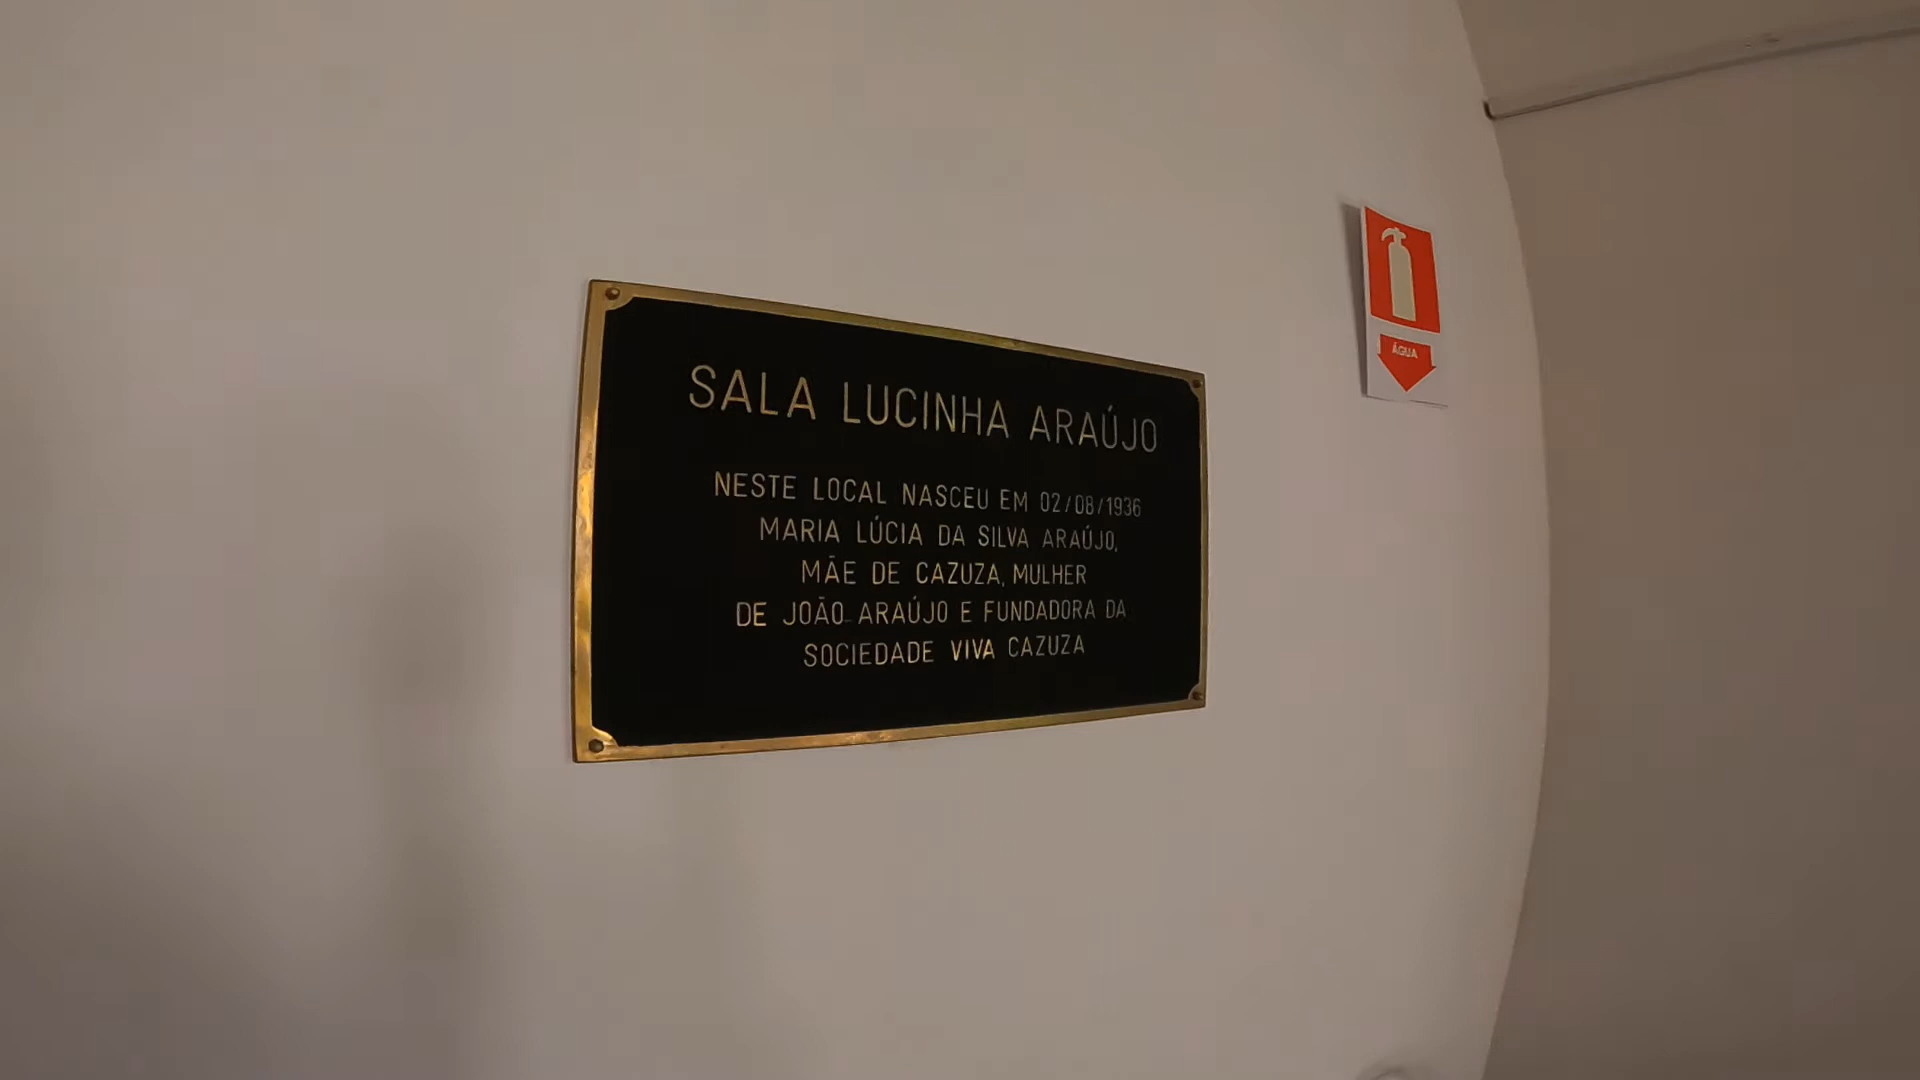 SALA LUCINHA ARAÚJO
NESTE LOCAL NASCEU EM 02/08/1936
MARIA LÚCIA DA SILVA ARAÚJO,
MÃE DE CAZUZA, MULHER
DE JOÃO ARAÚJO E FUNDADORA DA
SOCIEDADE VIVA CAZUZA
ÁGUA